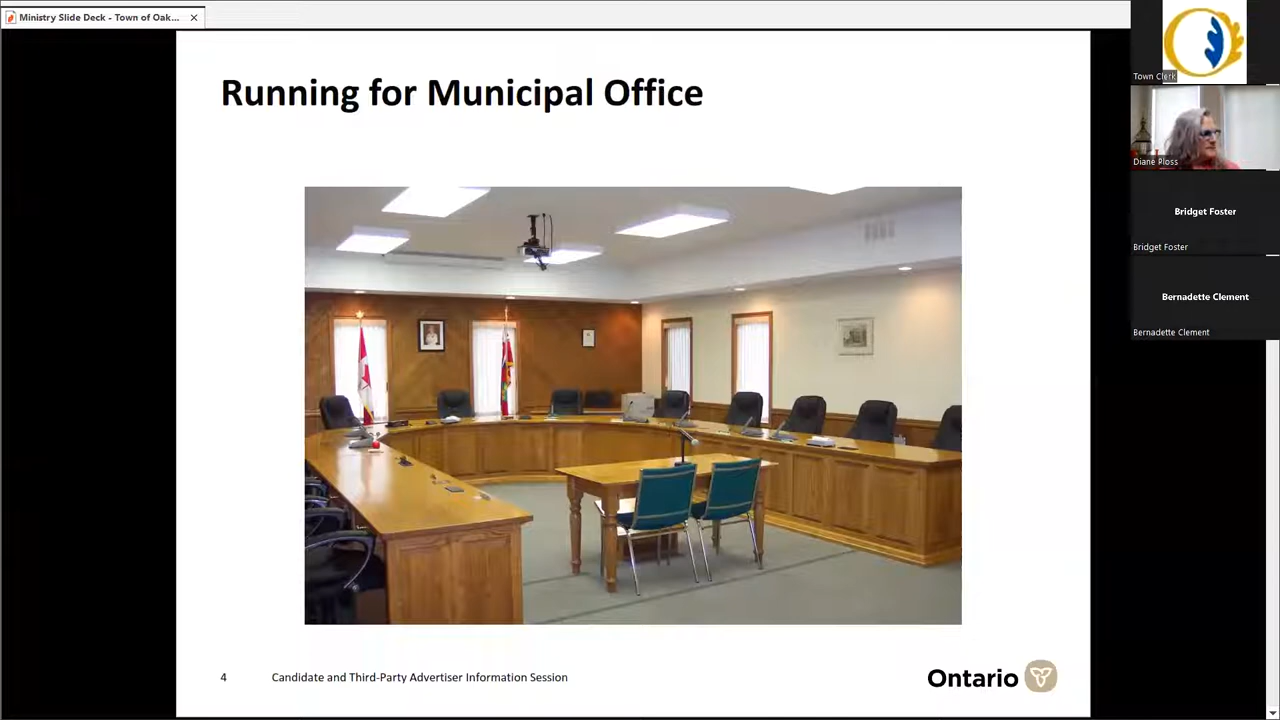 Ministry Slide Deck - Town of Oak...
Running for Municipal Office
4
Candidate and Third-Party Advertiser Information Session
Ontario
Town Clerk
Diane Ploss
Bridget Foster
Bridget Foster
Bernadette Clement
Bernadette Clement